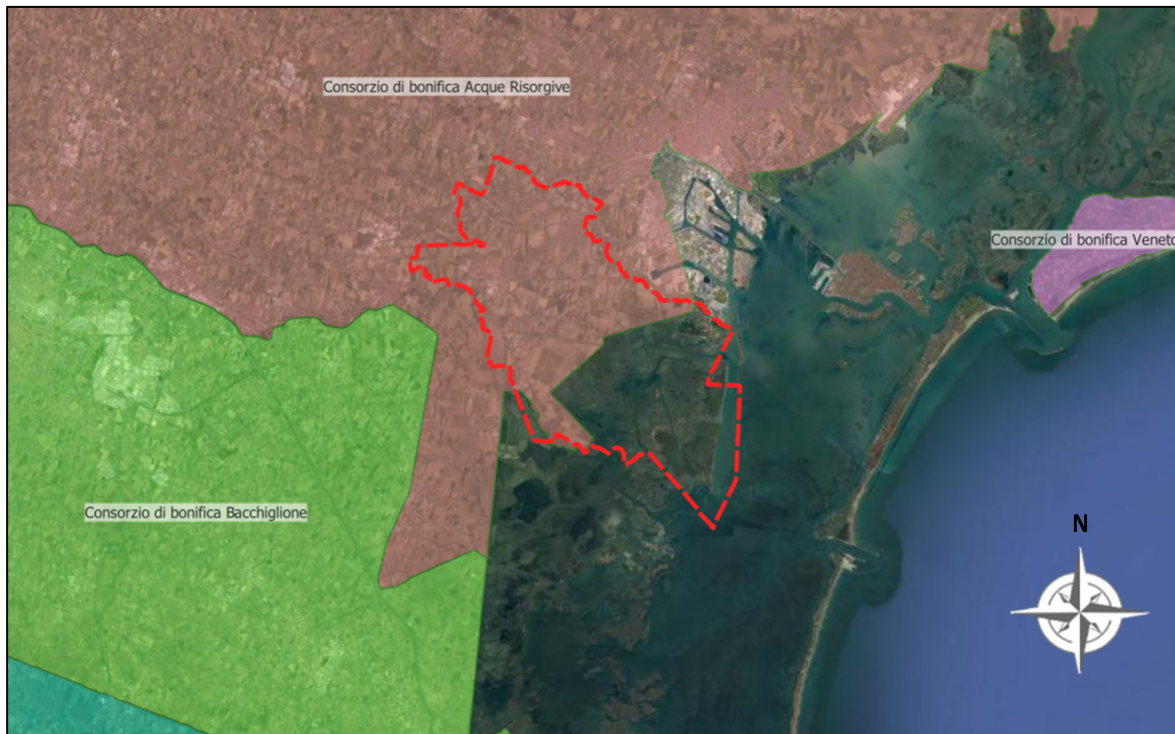 Consorzio di bonifica Acque Risorgive
Consorzio di bonifica Veneto
Consorzio di bonifica Bacchiglione
N